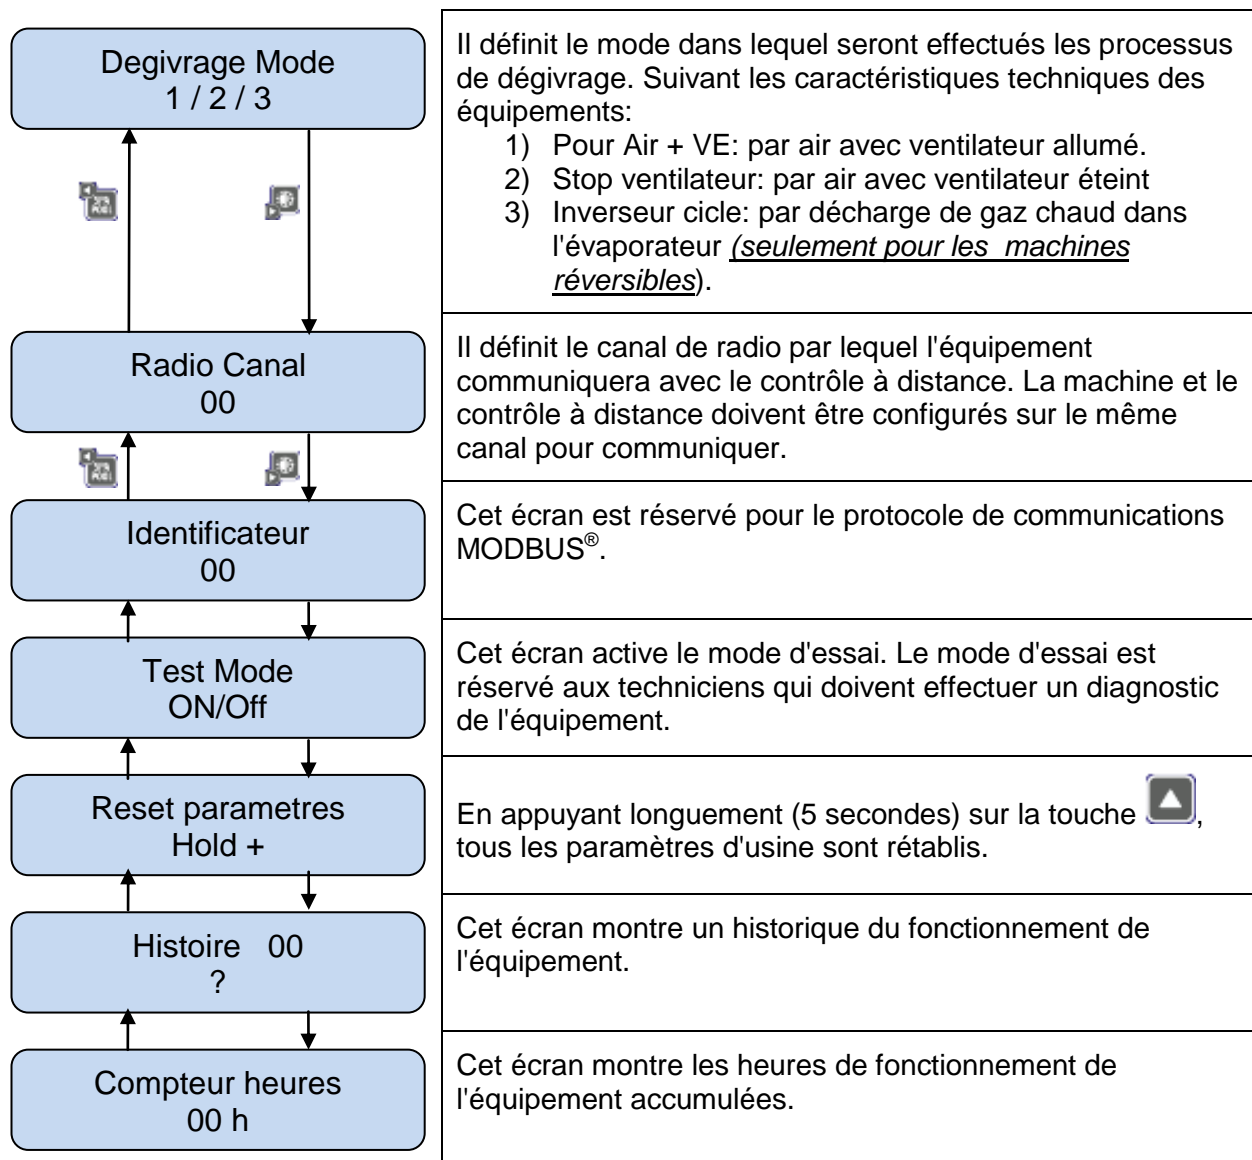 Degivrage Mode
1 / 2 / 3
Il définit le mode dans lequel seront effectués les processus
de dégivrage. Suivant les caractéristiques techniques des
équipements:
1) Pour Air + VE: par air avec ventilateur allumé.
2) Stop ventilateur: par air avec ventilateur éteint
3) Inverseur cicle: par décharge de gaz chaud dans
l'évaporateur (seulement pour les machines
réversibles).
Radio Canal
00
Il définit le canal de radio par lequel l'équipement
communiquera avec le contrôle à distance. La machine et le
contrôle à distance doivent être configurés sur le même
canal pour communiquer.
Identificateur
00
Cet écran est réservé pour le protocole de communications
MODBUS®.
Test Mode
ON/Off
Cet écran active le mode d'essai. Le mode d'essai est
réservé aux techniciens qui doivent effectuer un diagnostic
de l'équipement.
Reset parametres
Hold +
En appuyant longuement (5 secondes) sur la touche ,
tous les paramètres d'usine sont rétablis.
Histoire 00
?
Cet écran montre un historique du fonctionnement de
l'équipement.
Compteur heures
00 h
Cet écran montre les heures de fonctionnement de
l'équipement accumulées.